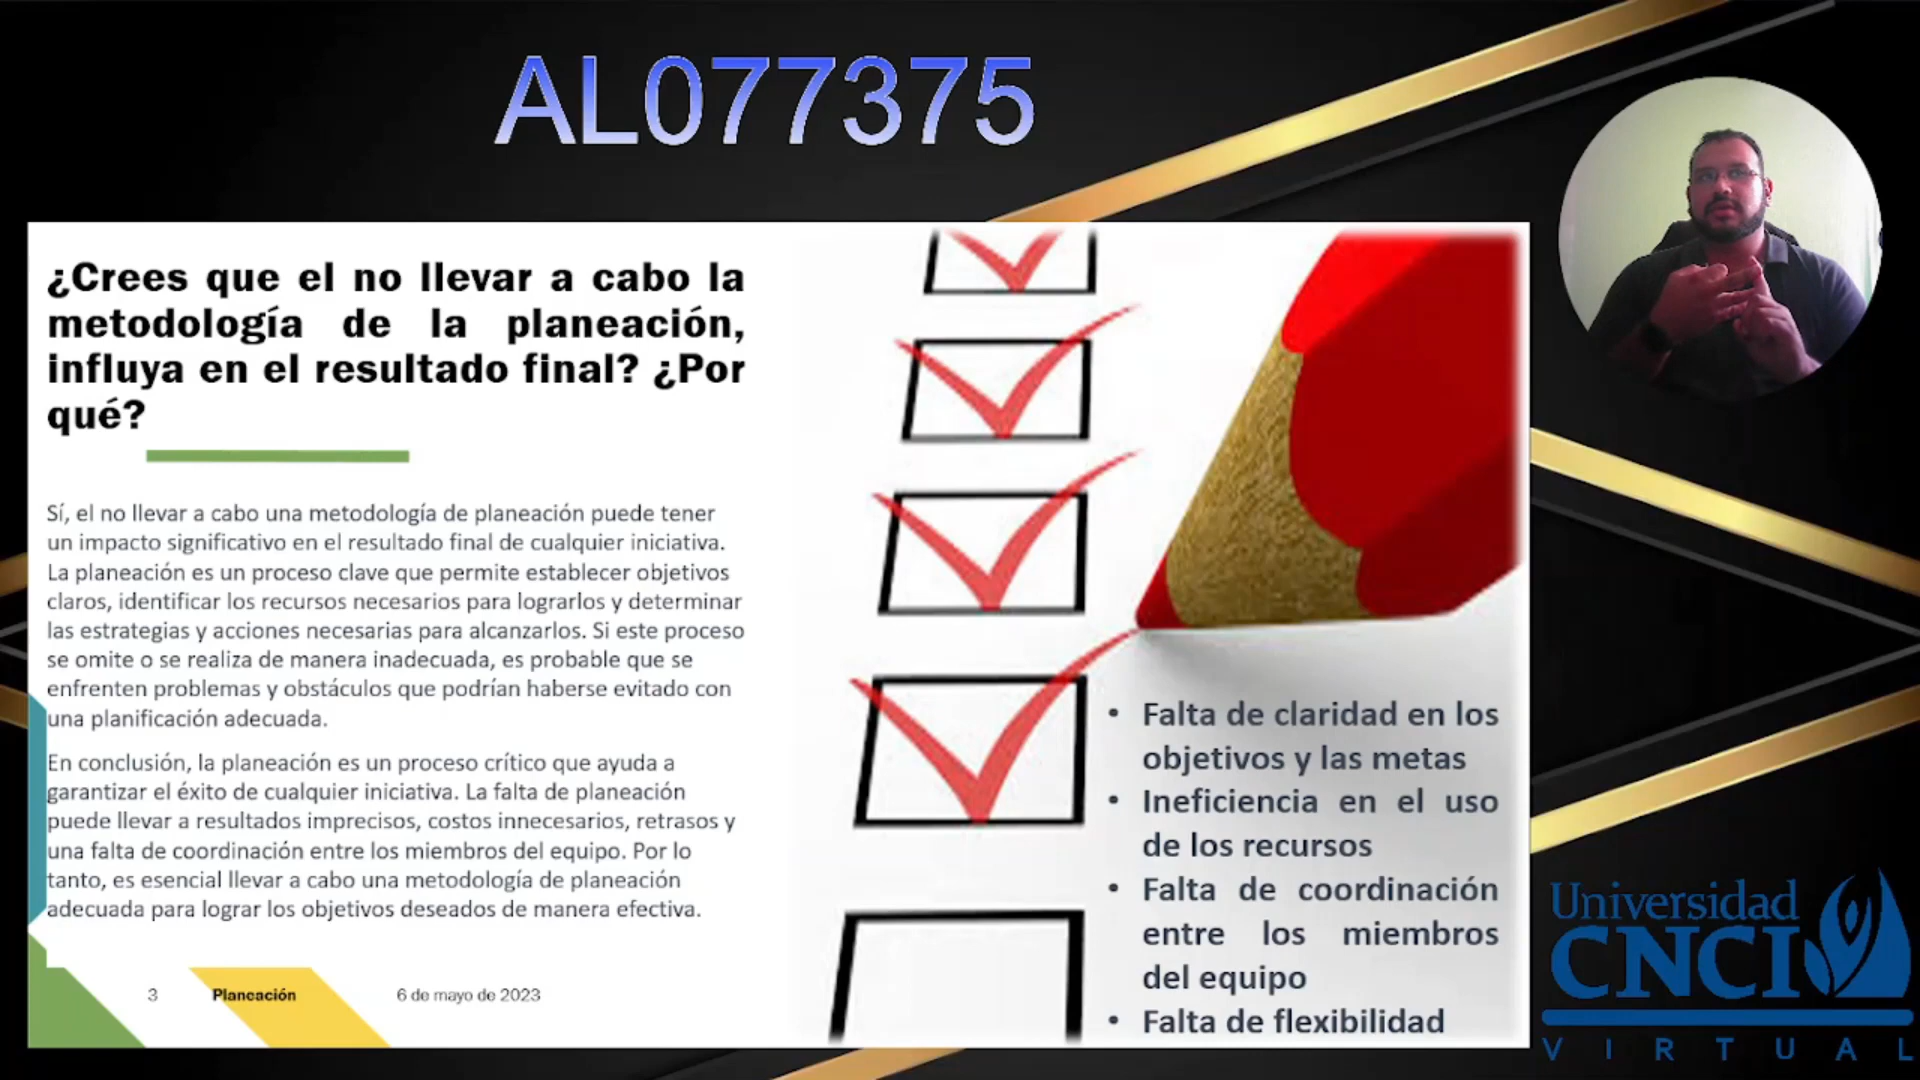 AL077375
¿Crees que el no llevar a cabo la
metodología de la planeación,
influya en el resultado final? ¿Por
qué?
Sí, el no llevar a cabo una metodología de planeación puede tener
un impacto significativo en el resultado final de cualquier iniciativa.
La planeación es un proceso clave que permite establecer objetivos
claros, identificar los recursos necesarios para lograrlos y determinar
las estrategias y acciones necesarias para alcanzarlos. Si este proceso
se omite o se realiza de manera inadecuada, es probable que se
enfrenten problemas y obstáculos que podrían haberse evitado con
una planificación adecuada.
En conclusión, la planeación es un proceso crítico que ayuda a
garantizar el éxito de cualquier iniciativa. La falta de planeación
puede llevar a resultados imprecisos, costos innecesarios, retrasos y
una falta de coordinación entre los miembros del equipo. Por lo
tanto, es esencial llevar a cabo una metodología de planeación
adecuada para lograr los objetivos deseados de manera efectiva.
• Falta de claridad en los
objetivos y las metas
• Ineficiencia en el uso
de los recursos
• Falta de coordinación
entre los miembros
del equipo
• Falta de flexibilidad
3 Planeación 6 de mayo de 2023
Universidad
CNCI
VIRTUAL